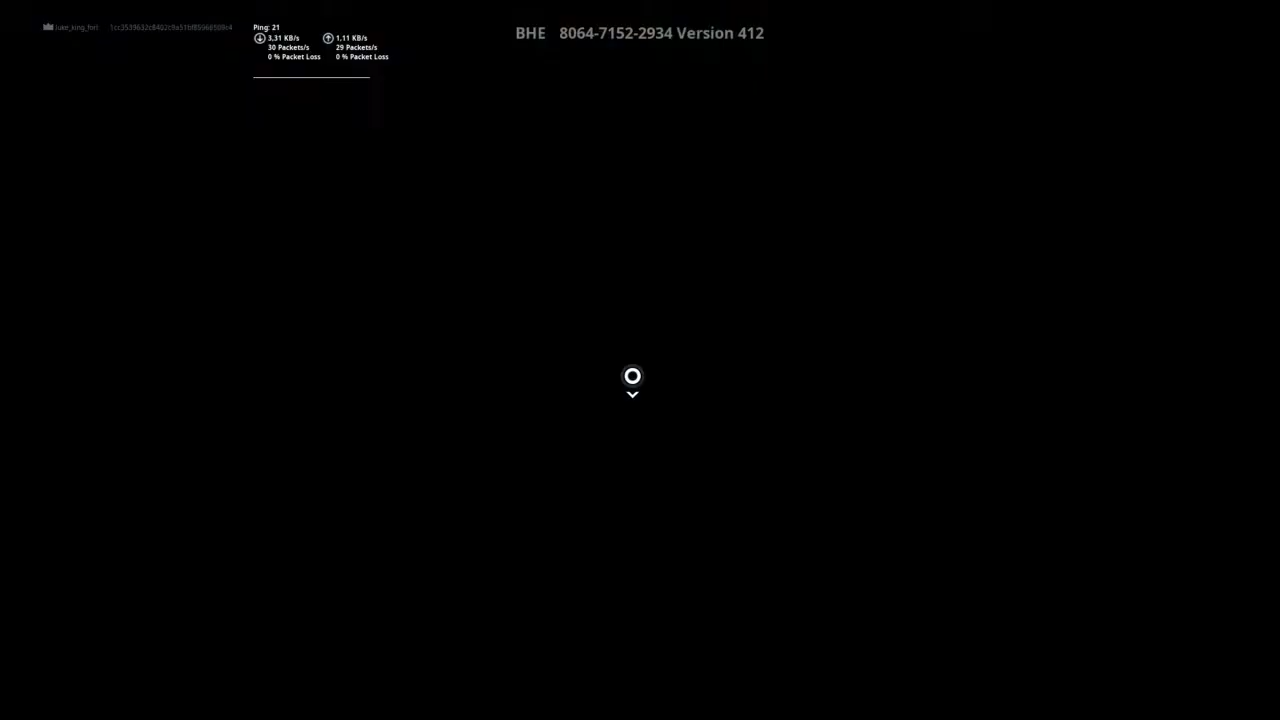 luke_king_hrl
Ping: 21
3,31 KB/s 1,11 KB/s
30 Packets/s 29 Packets/s
0 % Packet Loss 0 % Packet Loss
BHE 8064-7152-2934 Version 412